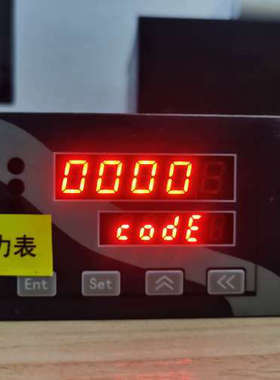 0000
codE
力表
Ent Set